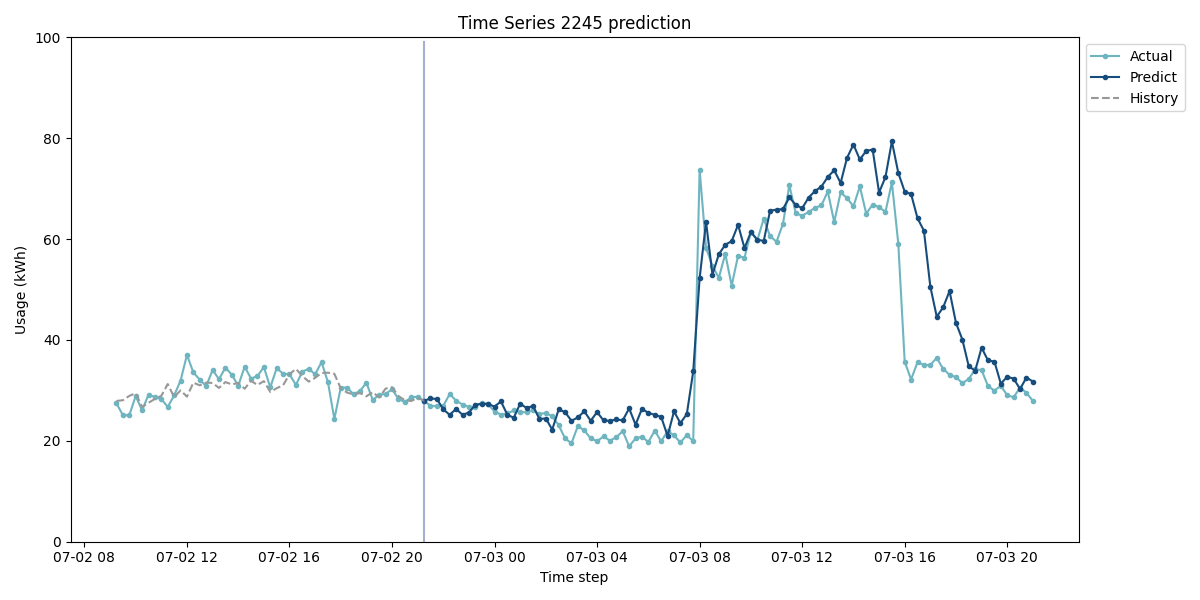 Time Series 2245 prediction
Usage (kWh)
100
80
60
40
20
0
07-02 08
07-02 12
07-02 16
07-02 20
07-03 00
07-03 04
07-03 08
07-03 12
07-03 16
07-03 20
Time step
Actual
Predict
History